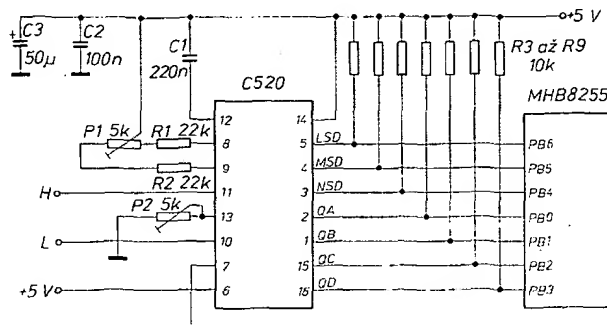 +5 V
C3
50µ
C2
100n
C1
220n
C520
R3 až R9
10k
MHB8255
12
14
P1 5k R1 22k
8
5 LSD
PB6
9
4 MSD
PB5
R2 22k
H
11
3 NSD
PB4
P2 5k
13
2 QA
PB0
L
10
1 QB
PB1
7
15 QC
PB2
+5 V
6
16 QD
PB3